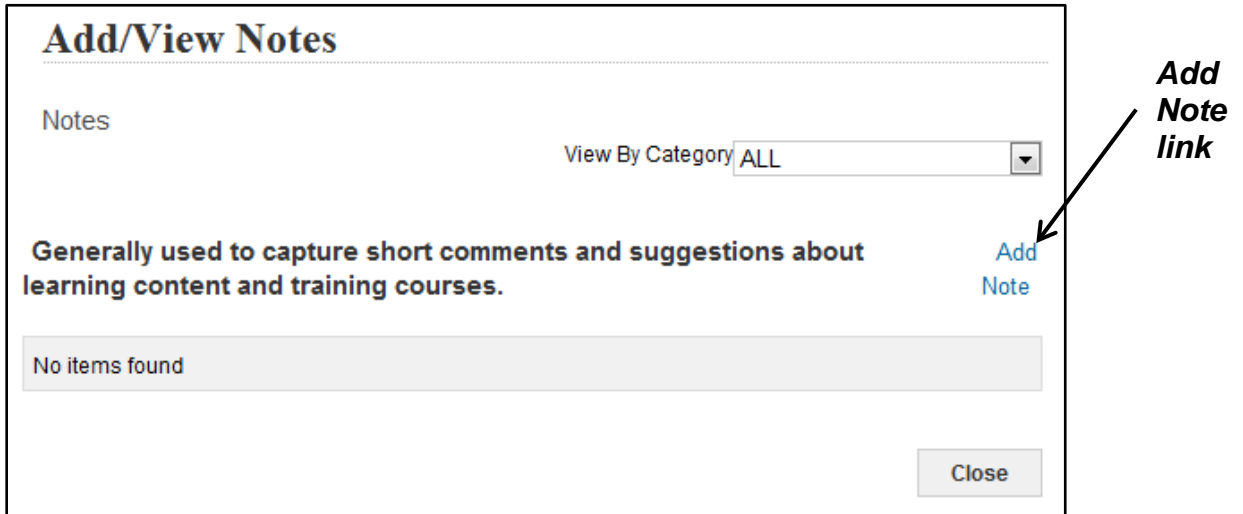 Add/View Notes
Add
Note
link
Notes
View By Category ALL
Generally used to capture short comments and suggestions about
learning content and training courses.
Add
Note
No items found
Close